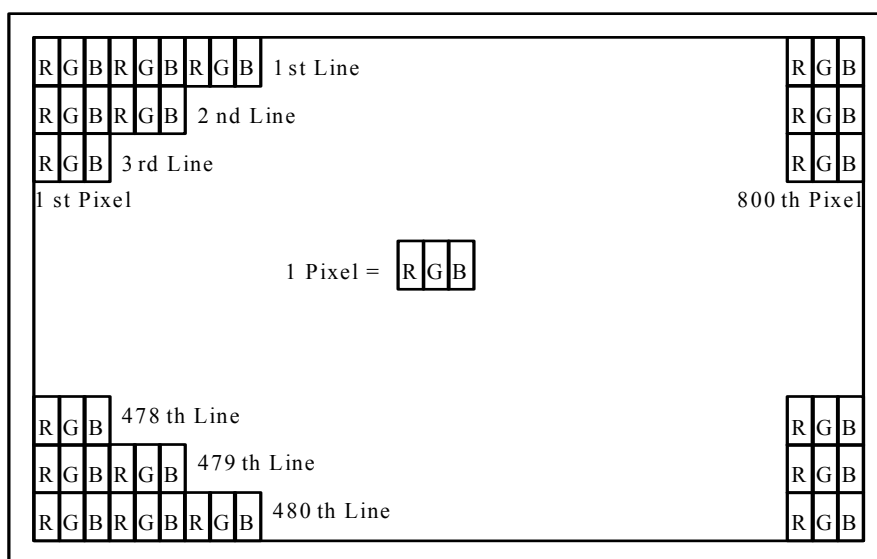 R G B R G B R G B 1 st Line R G B
R G B R G B 2 nd Line R G B
R G B 3 rd Line R G B
1 st Pixel 800 th Pixel
1 Pixel = R G B
R G B 478 th Line R G B
R G B R G B 479 th Line R G B
R G B R G B R G B 480 th Line R G B